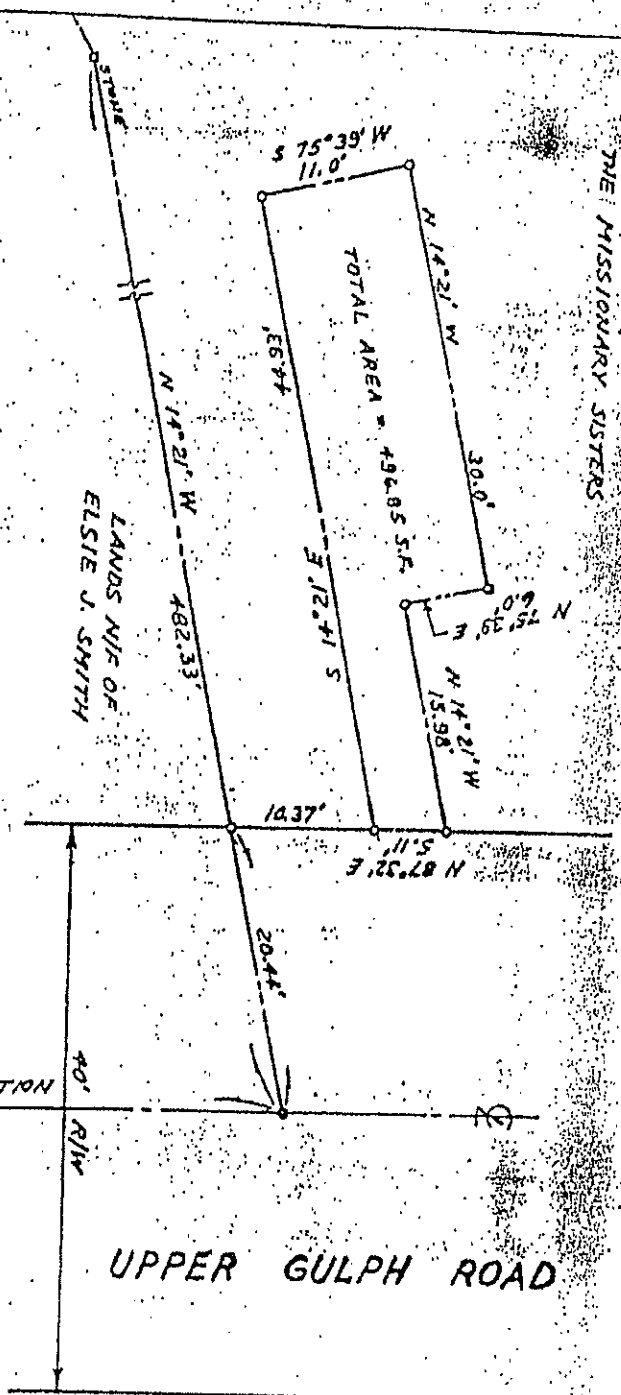 STONE
THE MISSIONARY SISTERS
S 75°39' W
11.0'
N 14°21' W
30.0'
TOTAL AREA = 496.85 S.F.
44.93'
S 14°21' E
N 75°39' E
6.0'
N 14°21' W
15.98'
N 14°21' W
482.33'
LANDS N/F OF
ELSIE J. SMITH
10.37'
N 87°32' E
5.11'
20.44'
40' R/W
UPPER GULPH ROAD